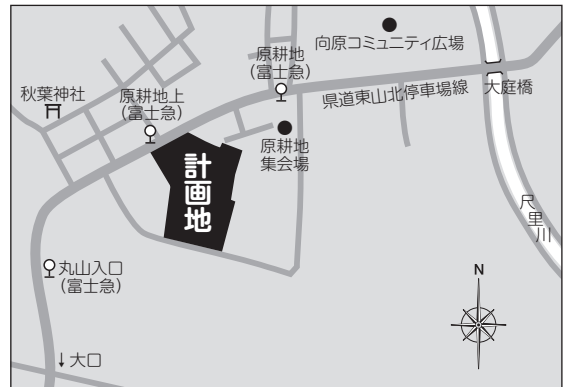 向原コミュニティ広場
原耕地
(富士急)
秋葉神社
原耕地上
(富士急)
県道東山北停車場線
大庭橋
原耕地
集会場
計画地
尺里川
丸山入口
(富士急)
N
↓大口